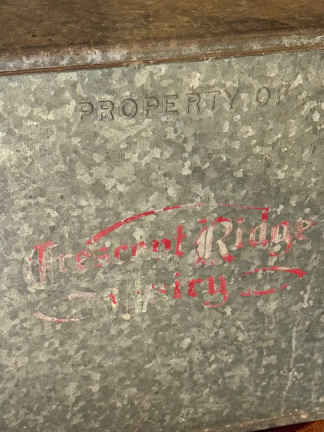 PROPERTY OF
Crescent Ridge
Dairy